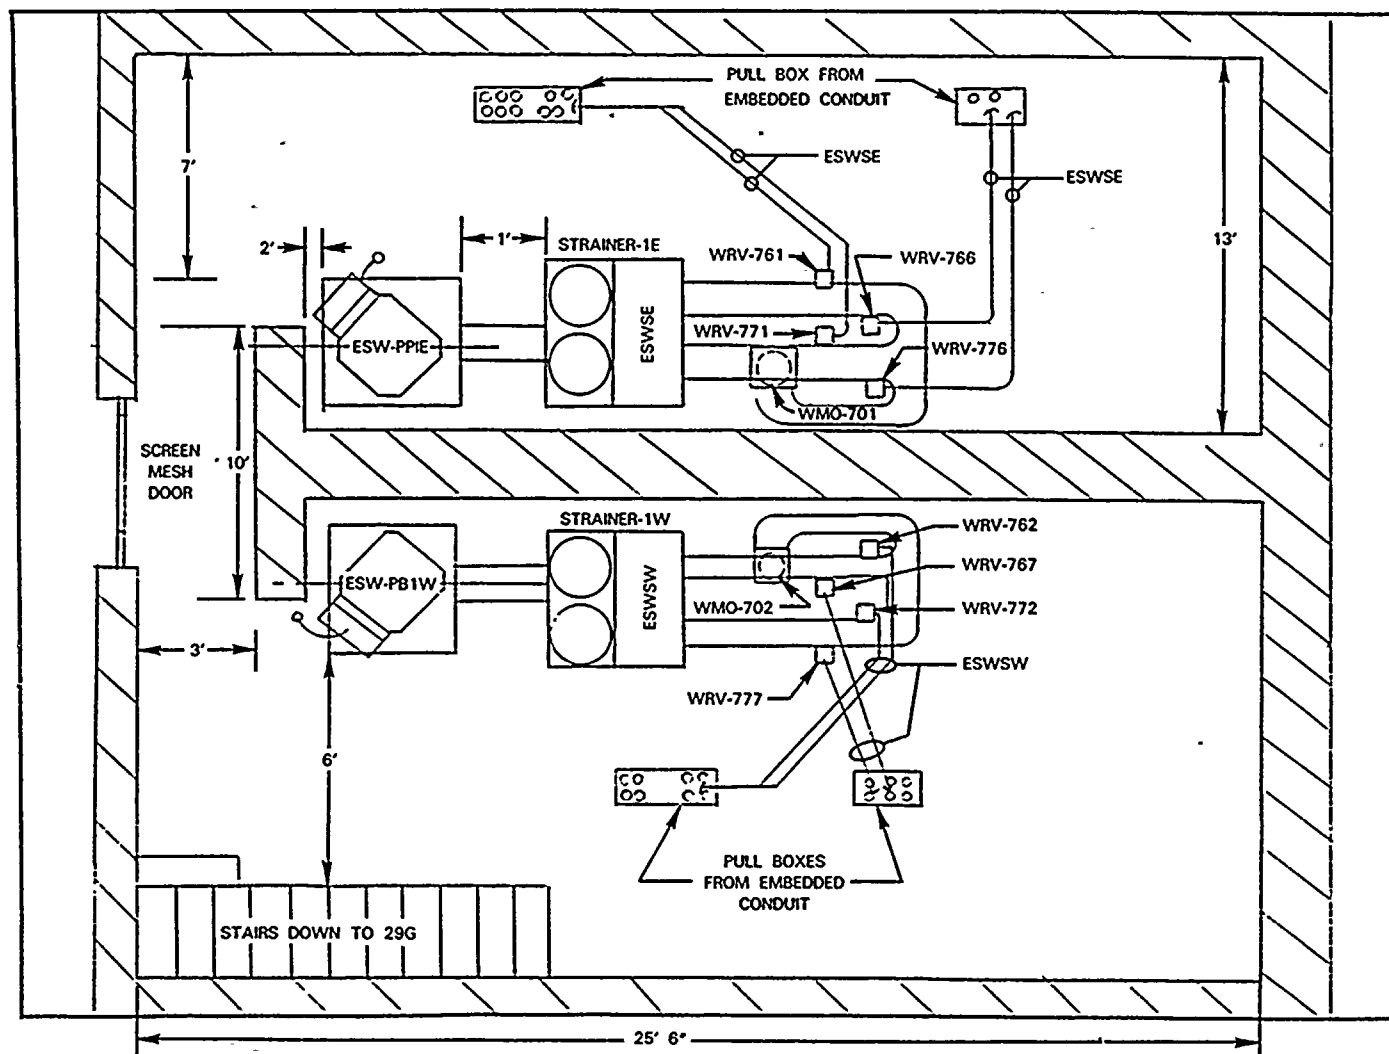 PULL BOX FROM
EMBEDDED CONDUIT
7'
ESWSE
ESWSE
13'
2'
1'
STRAINER-1E
WRV-761
WRV-766
ESW-PP1E
ESWSE
WRV-771
WRV-776
WMO-701
SCREEN
MESH
DOOR
10'
STRAINER-1W
WRV-762
WRV-767
ESW-PB1W
ESWSW
WMO-702
WRV-772
3'
ESWSW
WRV-777
6'
PULL BOXES
FROM EMBEDDED
CONDUIT
STAIRS DOWN TO 29G
25' 6"